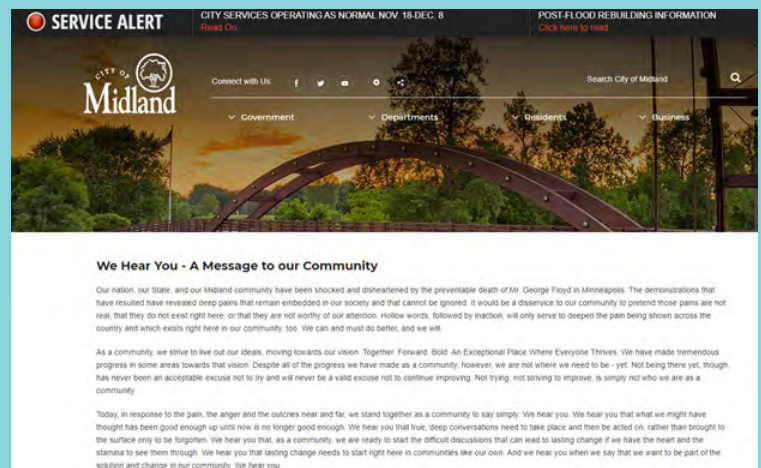 SERVICE ALERT
CITY SERVICES OPERATING AS NORMAL NOV. 18-DEC. 8
Read On
POST-FLOOD REBUILDING INFORMATION
Click here to read
CITY OF
Midland
Connect with Us:
Search City of Midland
Government
Departments
Residents
Business
We Hear You - A Message to our Community
Our nation, our State, and our Midland community have been shocked and disheartened by the preventable death of Mr. George Floyd in Minneapolis. The demonstrations that
have resulted have revealed deep pains that remain embedded in our society and that cannot be ignored. It would be a disservice to our community to pretend those pains are not
real, that they do not exist right here, or that they are not worthy of our attention. Hollow words, followed by inaction, will only serve to deepen the pain being shown across the
country and which exists right here in our community, too. We can and must do better, and we will.
As a community, we strive to live out our ideals, moving towards our vision: Together. Forward. Bold. An Exceptional Place Where Everyone Thrives. We have made tremendous
progress in some areas towards that vision. Despite all of the progress we have made as a community, however, we are not where we need to be - yet. Not being there yet, though,
has never been an acceptable excuse not to try and will never be a valid excuse not to continue improving. Not trying, not striving to improve, is simply not who we are as a
community.
Today, in response to the pain, the anger and the outcries near and far, we stand together as a community to say simply: We hear you. We hear you that what we might have
thought has been good enough up until now is no longer good enough. We hear you that true, deep conversations need to take place and then be acted on, rather than brought to
the surface only to be forgotten. We hear you that, as a community, we are ready to start the difficult discussions that can lead to lasting change if we have the heart and the
stamina to see them through. We hear you that lasting change needs to start right here in communities like our own. And we hear you when we say that we want to be part of the
solution and change in our community. We hear you.